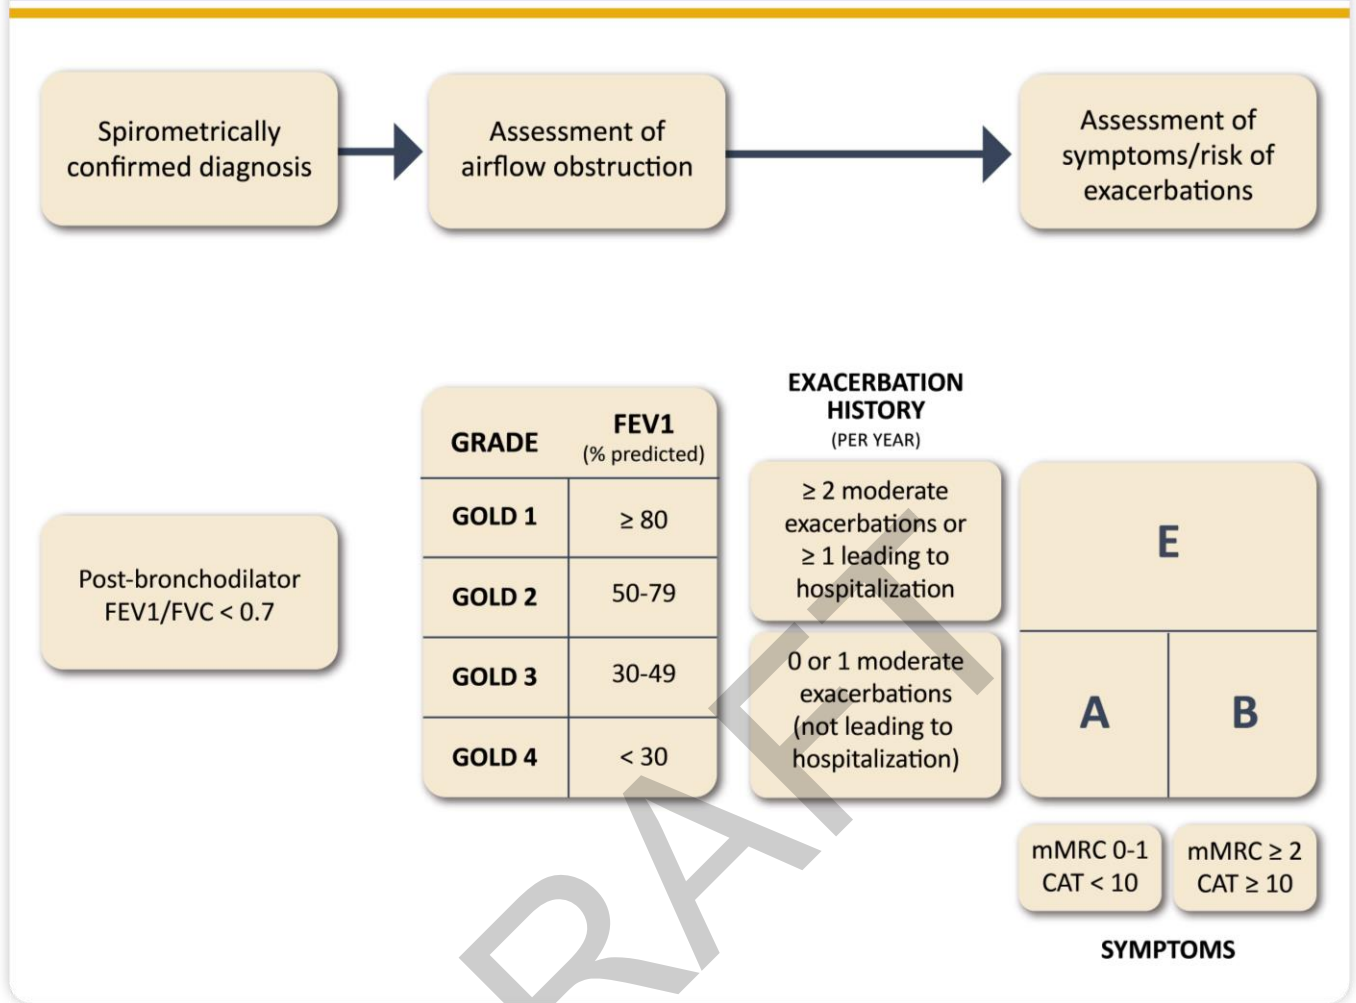 Spirometrically
confirmed diagnosis
Assessment of
airflow obstruction
Assessment of
symptoms/risk of
exacerbations
Post-bronchodilator
FEV1/FVC < 0.7
GRADE
FEV1
(% predicted)
GOLD 1
≥ 80
GOLD 2
50-79
GOLD 3
30-49
GOLD 4
< 30
EXACERBATION
HISTORY
(PER YEAR)
≥ 2 moderate
exacerbations or
≥ 1 leading to
hospitalization
0 or 1 moderate
exacerbations
(not leading to
hospitalization)
E
A
B
mMRC 0-1
CAT < 10
mMRC ≥ 2
CAT ≥ 10
SYMPTOMS
RAFT